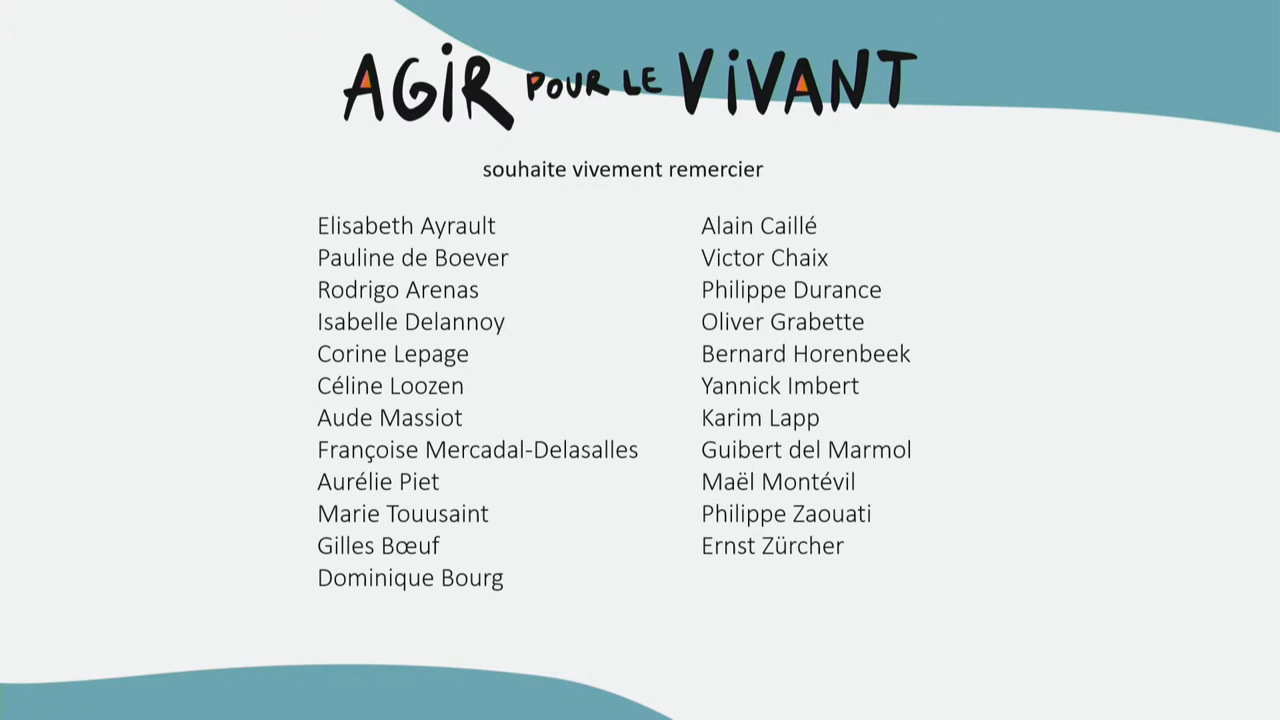 AGiR POUR LE ViVANT
souhaite vivement remercier
Elisabeth Ayrault
Pauline de Boever
Rodrigo Arenas
Isabelle Delannoy
Corine Lepage
Céline Loozen
Aude Massiot
Françoise Mercadal-Delasalles
Aurélie Piet
Marie Touusaint
Gilles Bœuf
Dominique Bourg
Alain Caillé
Victor Chaix
Philippe Durance
Oliver Grabette
Bernard Horenbeek
Yannick Imbert
Karim Lapp
Guibert del Marmol
Maël Montévil
Philippe Zaouati
Ernst Zürcher